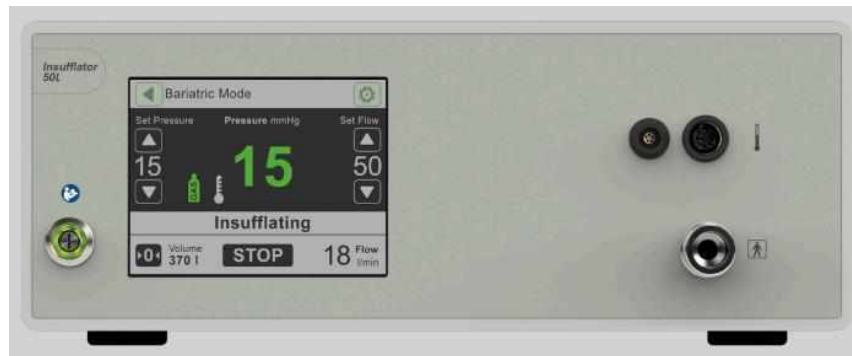 Insufflator
50L
Bariatric Mode
Set Pressure
Pressure mmHg
Set Flow
15
15
50
GAS
Insufflating
0
Volume
370 l
STOP
18
Flow
l/min